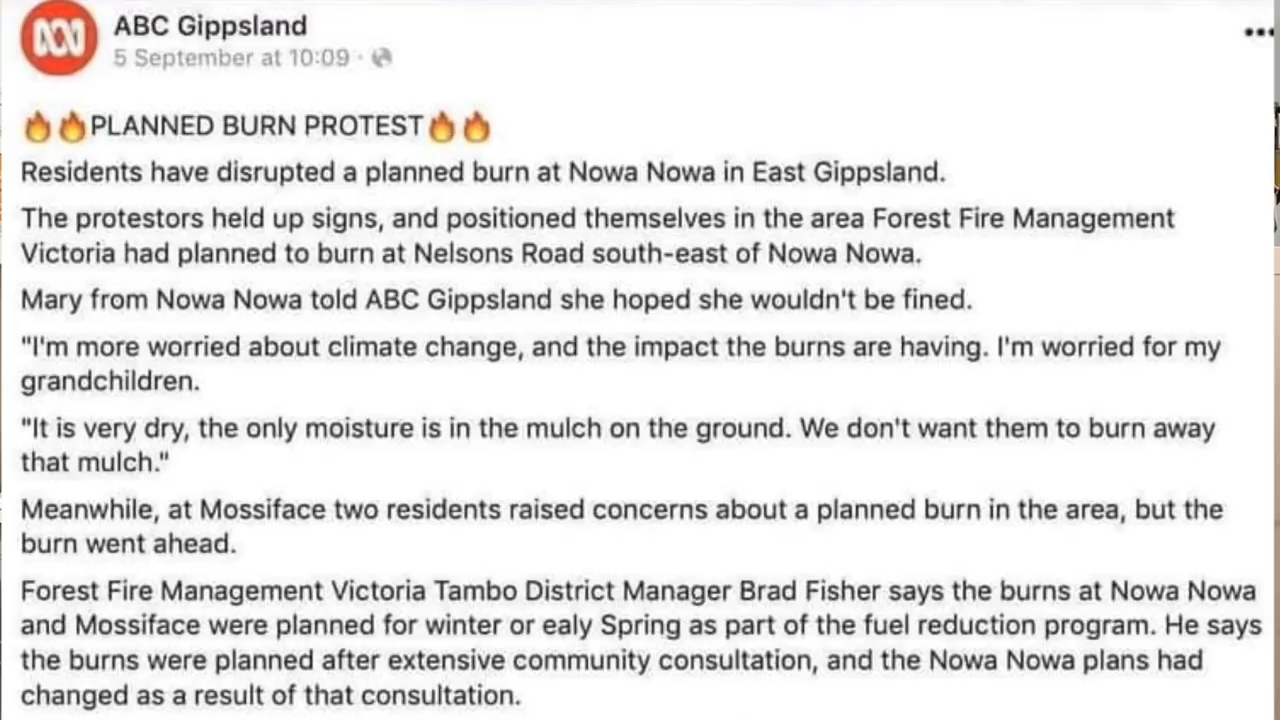 ABC Gippsland
5 September at 10:09 ·
🔥🔥PLANNED BURN PROTEST🔥🔥
Residents have disrupted a planned burn at Nowa Nowa in East Gippsland.
The protestors held up signs, and positioned themselves in the area Forest Fire Management
Victoria had planned to burn at Nelsons Road south-east of Nowa Nowa.
Mary from Nowa Nowa told ABC Gippsland she hoped she wouldn't be fined.
"I'm more worried about climate change, and the impact the burns are having. I'm worried for my
grandchildren.
"It is very dry, the only moisture is in the mulch on the ground. We don't want them to burn away
that mulch."
Meanwhile, at Mossiface two residents raised concerns about a planned burn in the area, but the
burn went ahead.
Forest Fire Management Victoria Tambo District Manager Brad Fisher says the burns at Nowa Nowa
and Mossiface were planned for winter or ealy Spring as part of the fuel reduction program. He says
the burns were planned after extensive community consultation, and the Nowa Nowa plans had
changed as a result of that consultation.